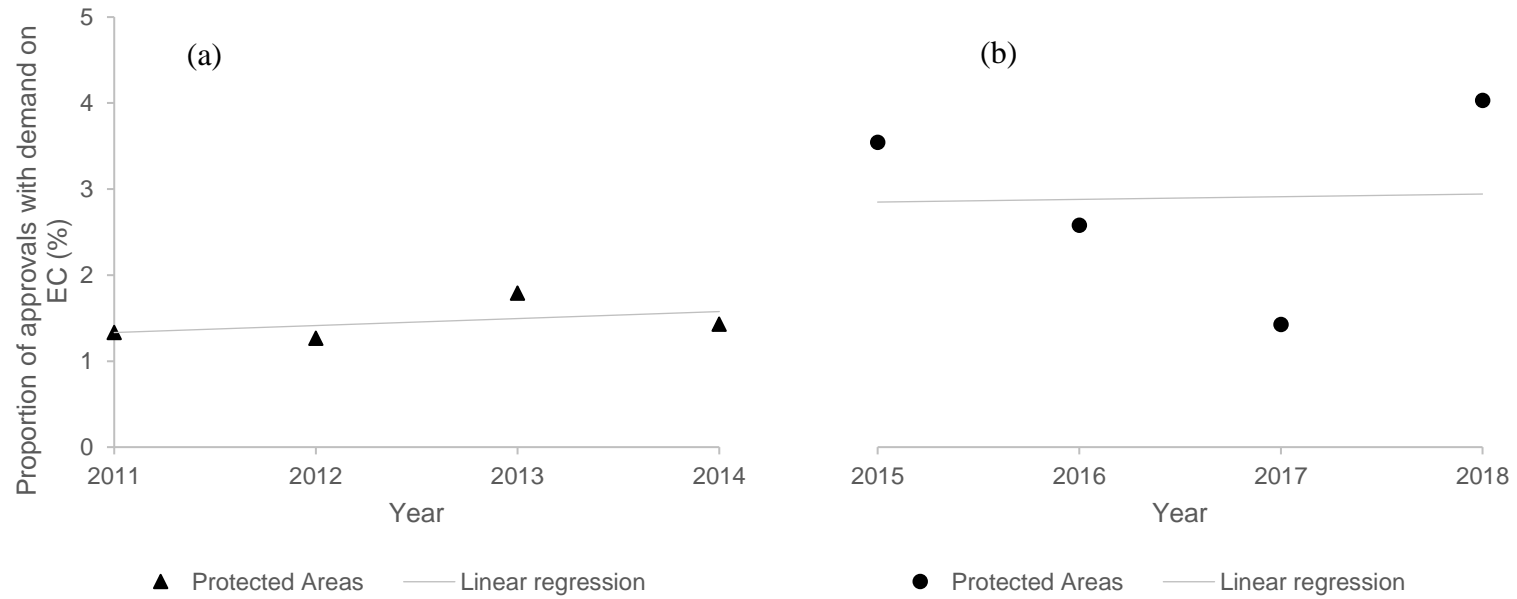 Proportion of approvals with demand on
EC (%)
5
4
3
2
1
0
(a)
2011 2012 2013 2014
Year
Protected Areas Linear regression
(b)
2015 2016 2017 2018
Year
Protected Areas Linear regression